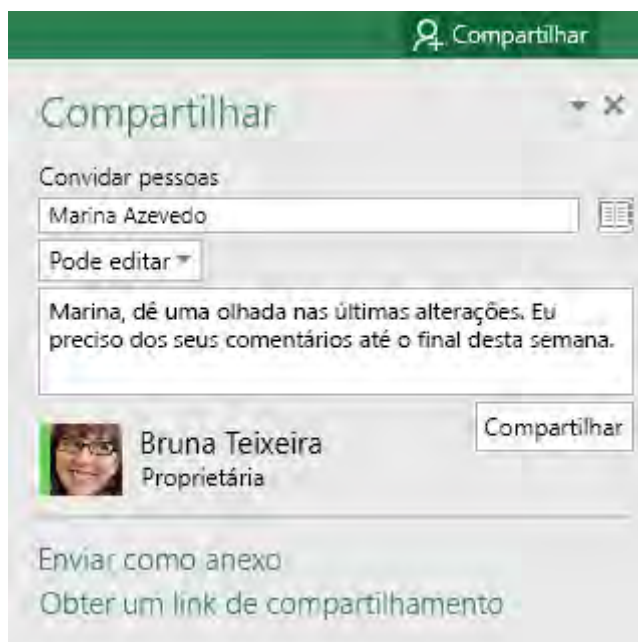 Compartilhar
Compartilhar
Convidar pessoas
Marina Azevedo
Pode editar
Marina, dê uma olhada nas últimas alterações. Eu
preciso dos seus comentários até o final desta semana.
Compartilhar
Bruna Teixeira
Proprietária
Enviar como anexo
Obter um link de compartilhamento